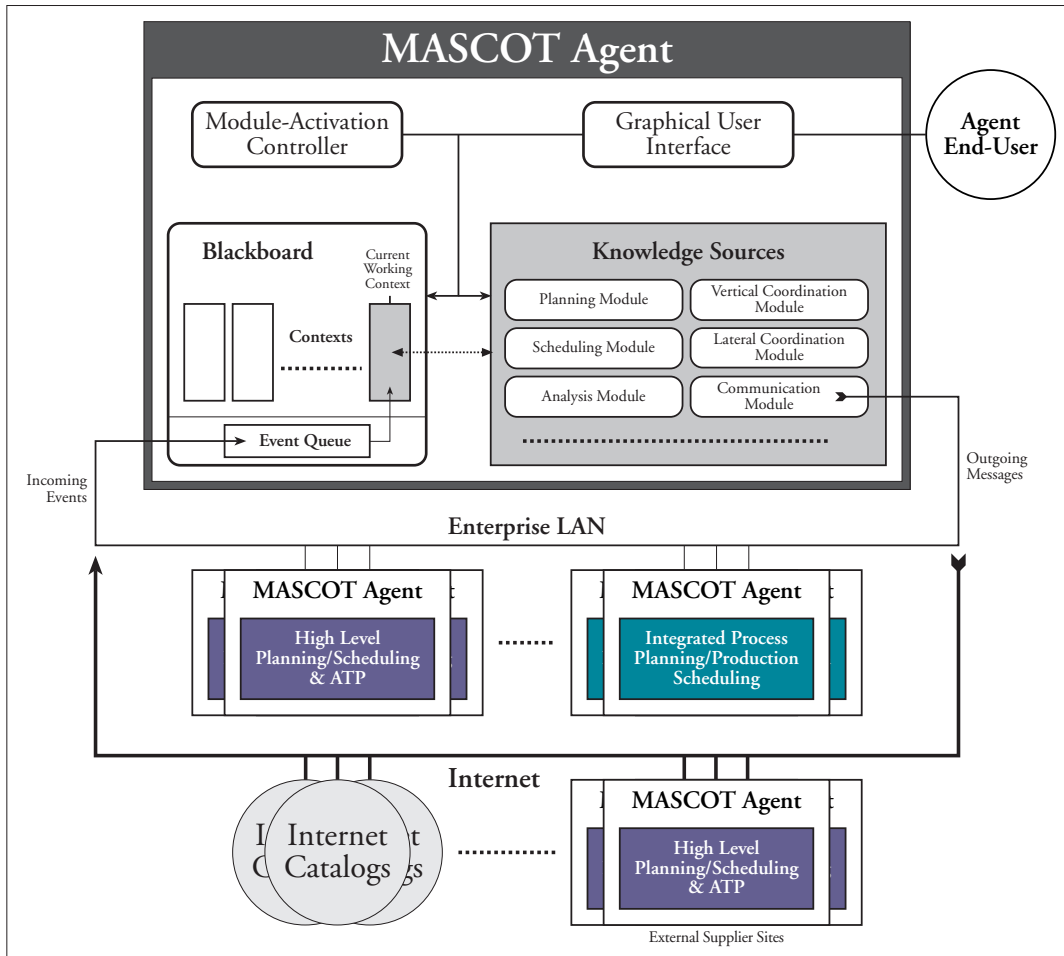 MASCOT Agent
Module-Activation
Controller
Graphical User
Interface
Agent
End-User
Blackboard
Current
Working
Context
Contexts
Event Queue
Knowledge Sources
Planning Module
Vertical Coordination
Module
Scheduling Module
Lateral Coordination
Module
Analysis Module
Communication
Module
Incoming
Events
Outgoing
Messages
Enterprise LAN
MASCOT Agent
High Level
Planning/Scheduling
& ATP
MASCOT Agent
Integrated Process
Planning/Production
Scheduling
Internet
Internet
Catalogs
MASCOT Agent
High Level
Planning/Scheduling
& ATP
External Supplier Sites